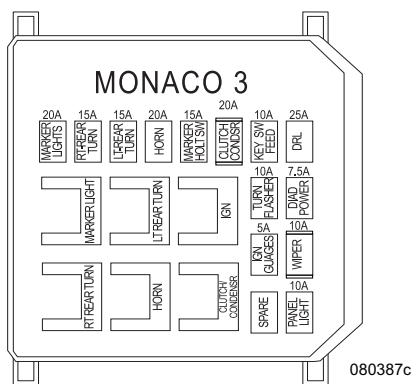 MONACO 3
20A
15A
15A
20A
15A
20A
10A
25A
MARKER
LIGHTS
RT-REAR
TURN
LT-REAR
TURN
HORN
MARKER
HOLT SW
CLUTCH
CONDSR
KEY SW
FEED
DRL
10A
7.5A
MARKER LIGHT
LT REAR TURN
IGN
TURN
FLASHER
DIAD
POWER
5A
10A
IGN
GUAGES
WIPER
10A
RT REAR TURN
HORN
CLUTCH/
CONDENSR
SPARE
PANEL
LIGHT
080387c